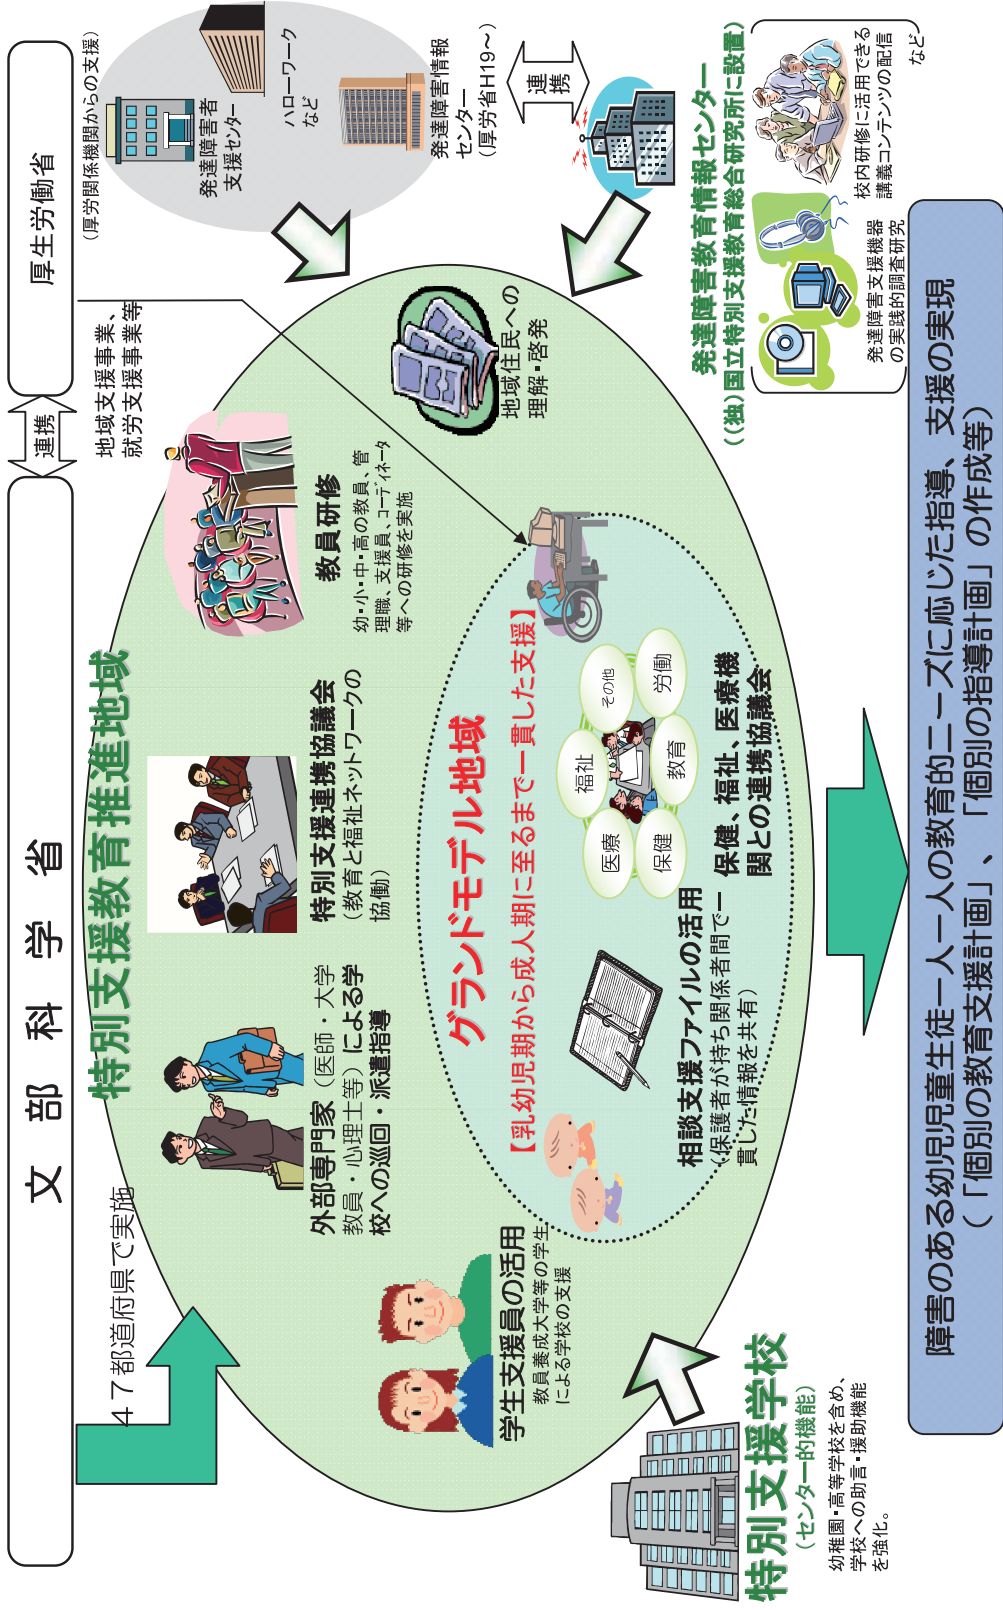 文部科学省
連携
厚生労働省
47都道府県で実施
地域支援事業、
就労支援事業等
(厚労関係機関からの支援)
発達障害者
支援センター
ハローワーク
など
発達障害情報
センター
(厚労省H19～)
連携
特別支援教育推進地域
外部専門家(医師・大学
教員・心理士等)による学
校への巡回・派遣指導
特別支援連携協議会
(教育と福祉ネットワークの
協働)
教員研修
幼・小・中・高の教員、管
理職、支援員、コーディネータ
等への研修を実施
地域住民への
理解・啓発
学生支援員の活用
教員養成大学等の学生
による学校の支援
グランドモデル地域
【乳幼児期から成人期に至るまで一貫した支援】
相談支援ファイルの活用
(保護者が持ち関係者間で一
貫した情報を共有)
医療
福祉
その他
保健
教育
労働
保健、福祉、医療機
関との連携協議会
特別支援学校
(センター的機能)
幼稚園・高等学校を含め、
学校への助言・援助機能
を強化。
発達障害教育情報センター
((独)国立特別支援教育総合研究所に設置)
発達障害支援機器
の実践的調査研究
校内研修に活用できる
講義コンテンツの配信
など
障害のある幼児児童生徒一人一人の教育的ニーズに応じた指導、支援の実現
(「個別の教育支援計画」、「個別の指導計画」の作成等)